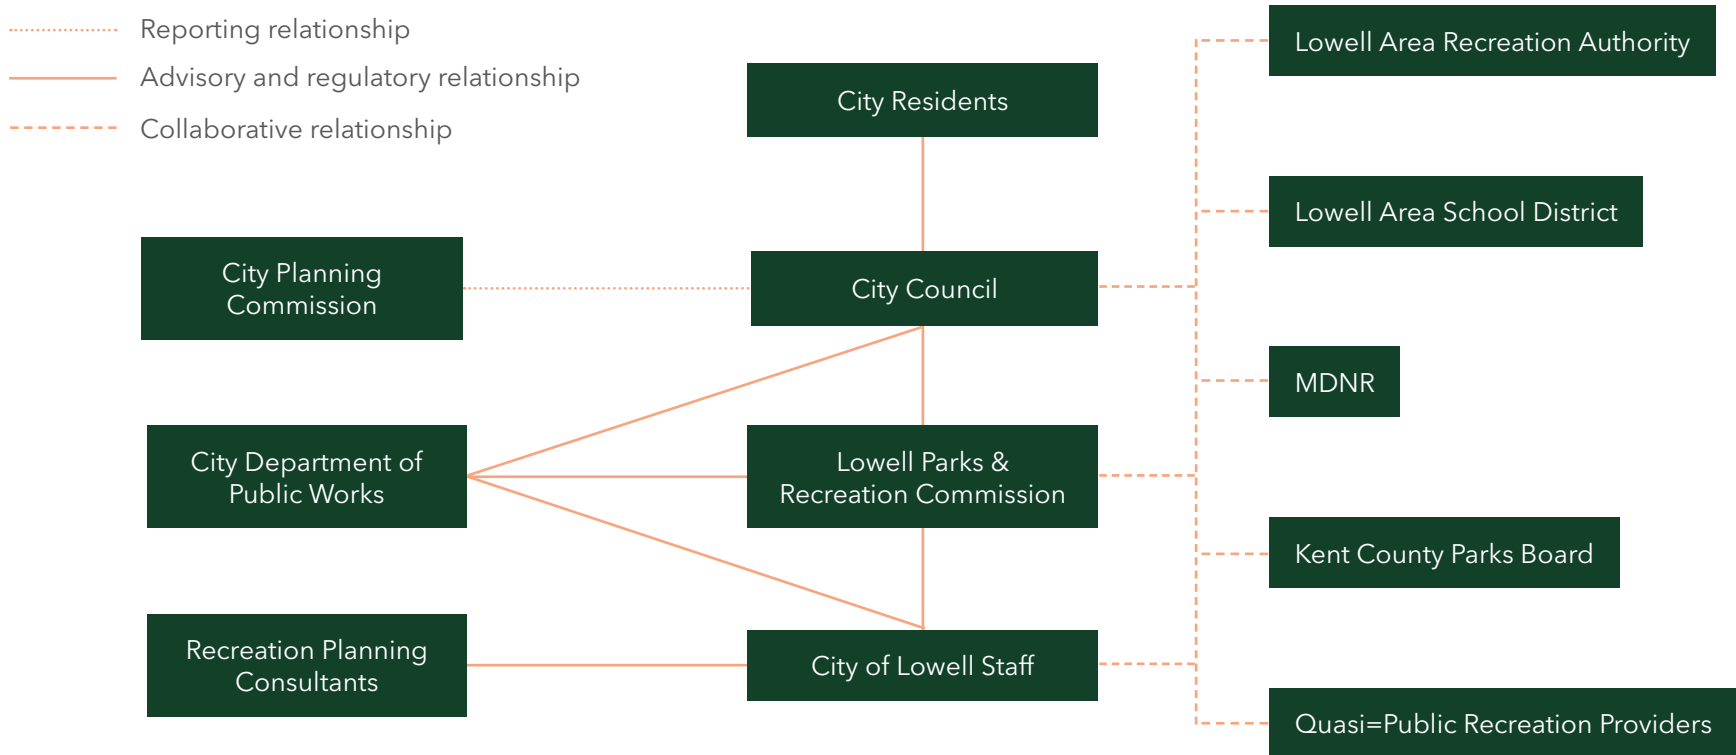 Reporting relationship
Advisory and regulatory relationship
Collaborative relationship
City Residents
City Planning
Commission
City Council
City Department of
Public Works
Lowell Parks &
Recreation Commission
Recreation Planning
Consultants
City of Lowell Staff
Lowell Area Recreation Authority
Lowell Area School District
MDNR
Kent County Parks Board
Quasi=Public Recreation Providers